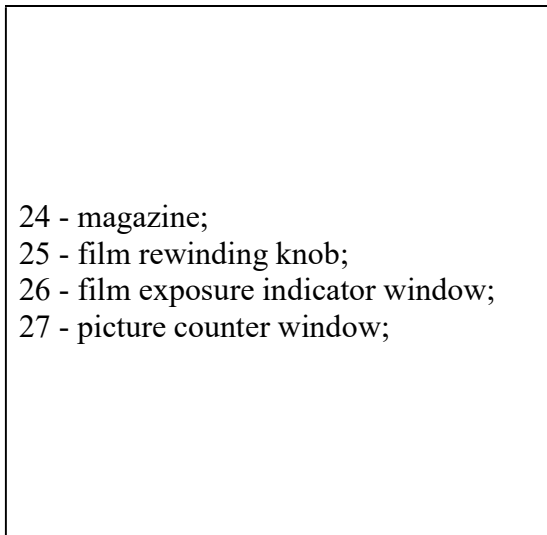 24 - magazine;
25 - film rewinding knob;
26 - film exposure indicator window;
27 - picture counter window;